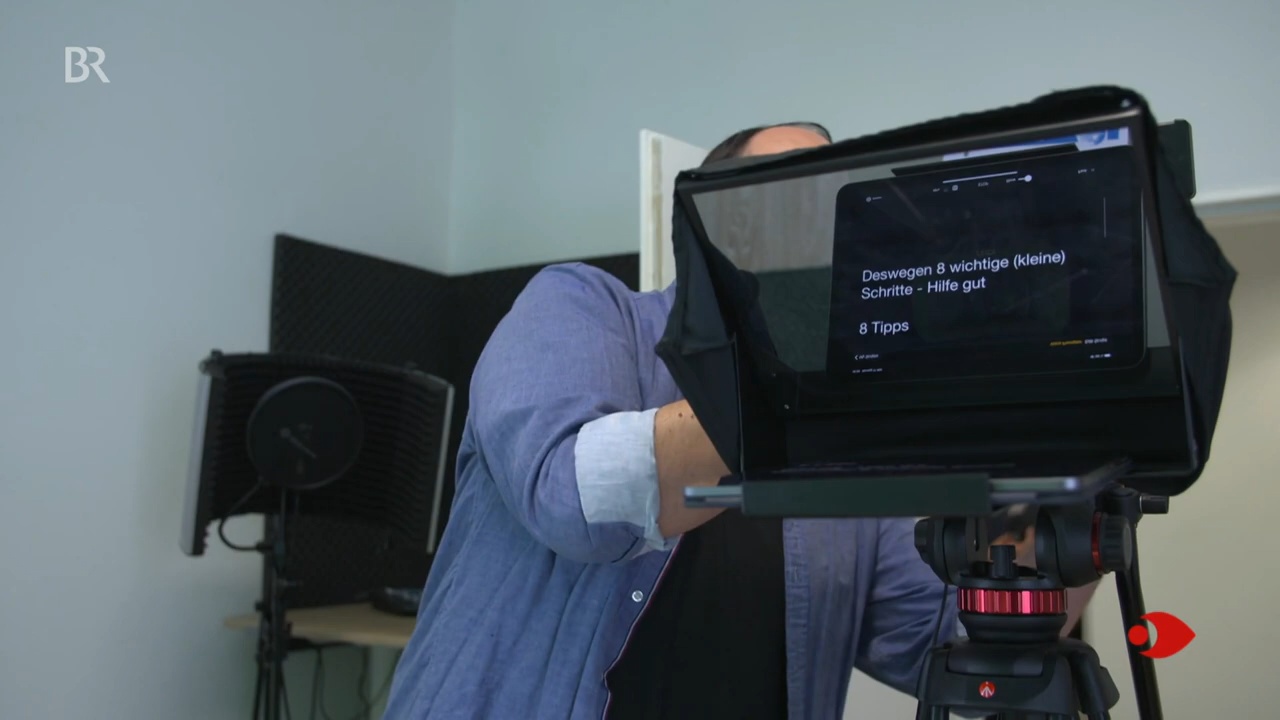 BR
Deswegen 8 wichtige (kleine)
Schritte - Hilfe gut
8 Tipps